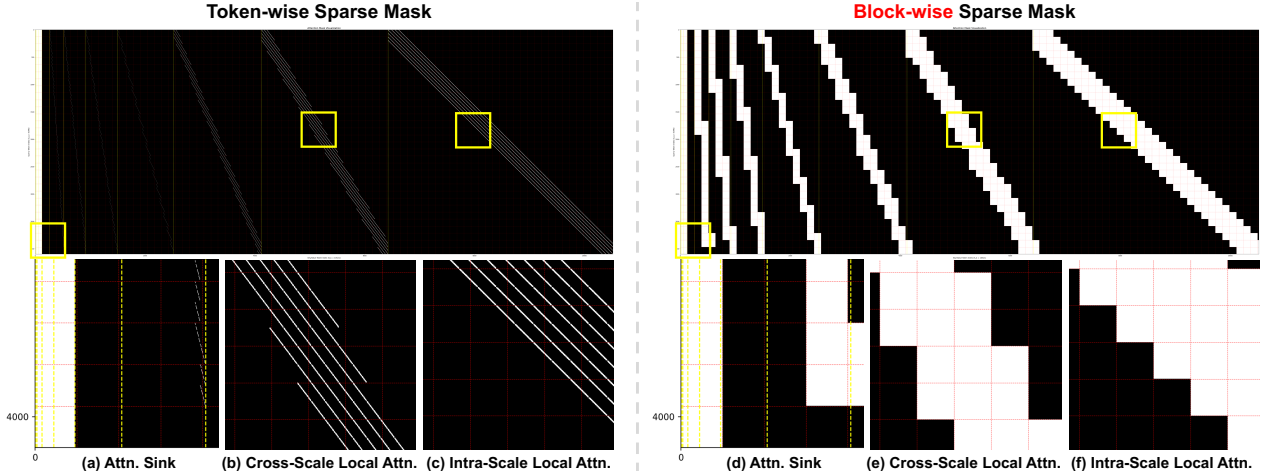 Token-wise Sparse Mask
Block-wise Sparse Mask
4000
0
(a) Attn. Sink
(b) Cross-Scale Local Attn.
(c) Intra-Scale Local Attn.
4000
0
(d) Attn. Sink
(e) Cross-Scale Local Attn.
(f) Intra-Scale Local Attn.